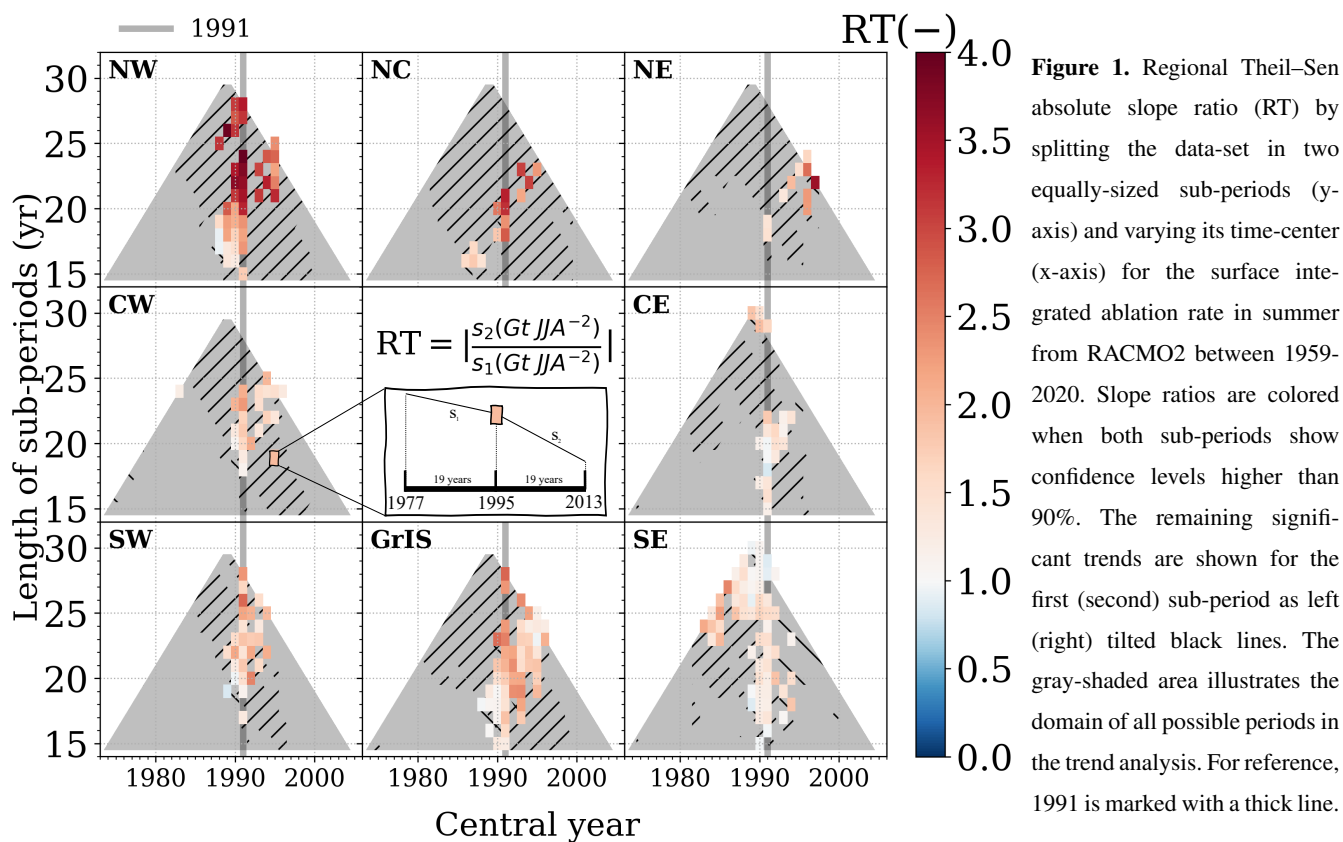 1991
RT(−)
NW
NC
NE
30
25
20
15
CW
RT = |s₂(Gt JJA⁻²)/s₁(Gt JJA⁻²)|
CE
30
25
20
15
S₁
S₂
19 years
19 years
1977
1995
2013
SW
GrIS
SE
30
25
20
15
1980
1990
2000
1980
1990
2000
1980
1990
2000
Length of sub-periods (yr)
Central year
4.0
3.5
3.0
2.5
2.0
1.5
1.0
0.5
0.0
Figure 1. Regional Theil–Sen
absolute slope ratio (RT) by
splitting the data-set in two
equally-sized sub-periods (y-
axis) and varying its time-center
(x-axis) for the surface inte-
grated ablation rate in summer
from RACMO2 between 1959-
2020. Slope ratios are colored
when both sub-periods show
confidence levels higher than
90%. The remaining signifi-
cant trends are shown for the
first (second) sub-period as left
(right) tilted black lines. The
gray-shaded area illustrates the
domain of all possible periods in
the trend analysis. For reference,
1991 is marked with a thick line.